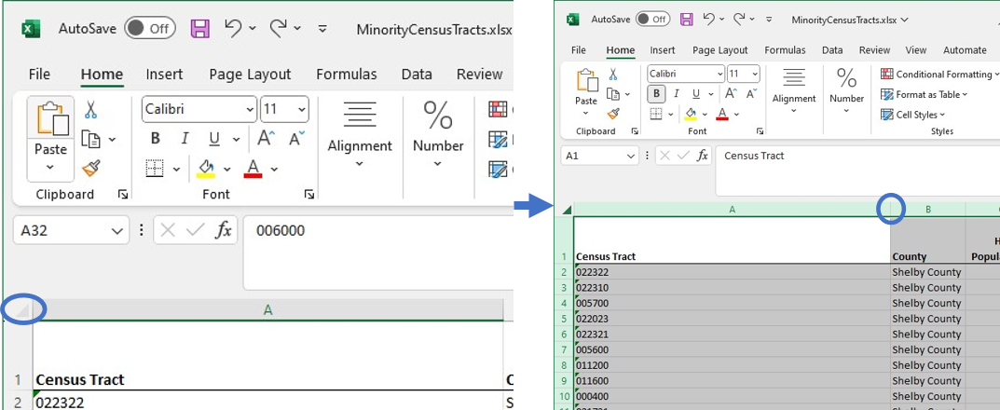 AutoSave Off MinorityCensusTracts.xlsx
File Home Insert Page Layout Formulas Data Review
Calibri 11
Paste B I U A A Alignment Number
Clipboard Font
A32 fx 006000
A
1 Census Tract C
2 022322 S
AutoSave Off MinorityCensusTracts.xlsx
File Home Insert Page Layout Formulas Data Review View Automate
Calibri 11 Conditional Formatting
Paste B I U A A Alignment Number Format as Table
A Cell Styles
Clipboard Font Styles
A1 fx Census Tract
A B
H
1 Census Tract County Popula
2 022322 Shelby County
3 022310 Shelby County
4 005700 Shelby County
5 022023 Shelby County
6 022321 Shelby County
7 005600 Shelby County
8 011200 Shelby County
9 011600 Shelby County
10 000400 Shelby County